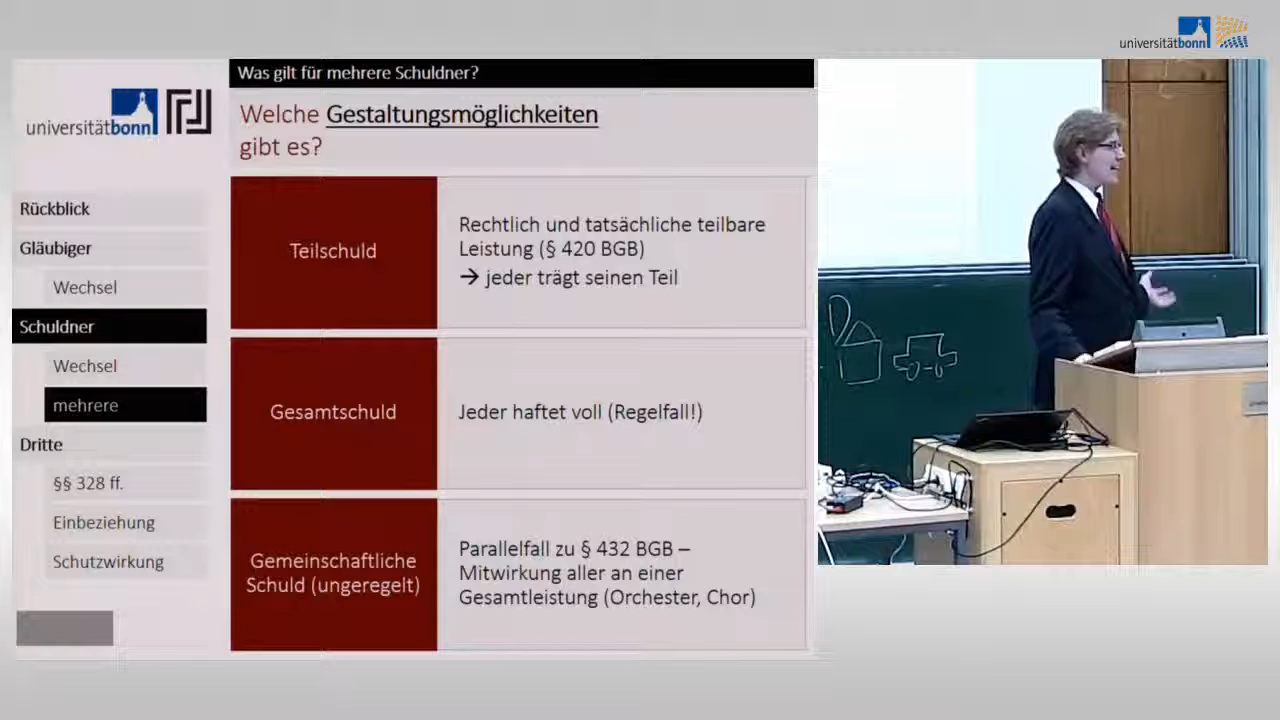 universitätbonn
Was gilt für mehrere Schuldner?
universitätbonn
Welche Gestaltungsmöglichkeiten
gibt es?
Rückblick
Gläubiger
Wechsel
Schuldner
Wechsel
mehrere
Dritte
§§ 328 ff.
Einbeziehung
Schutzwirkung
Teilschuld
Rechtlich und tatsächliche teilbare
Leistung (§ 420 BGB)
→ jeder trägt seinen Teil
Gesamtschuld
Jeder haftet voll (Regelfall!)
Gemeinschaftliche
Schuld (ungeregelt)
Parallelfall zu § 432 BGB –
Mitwirkung aller an einer
Gesamtleistung (Orchester, Chor)